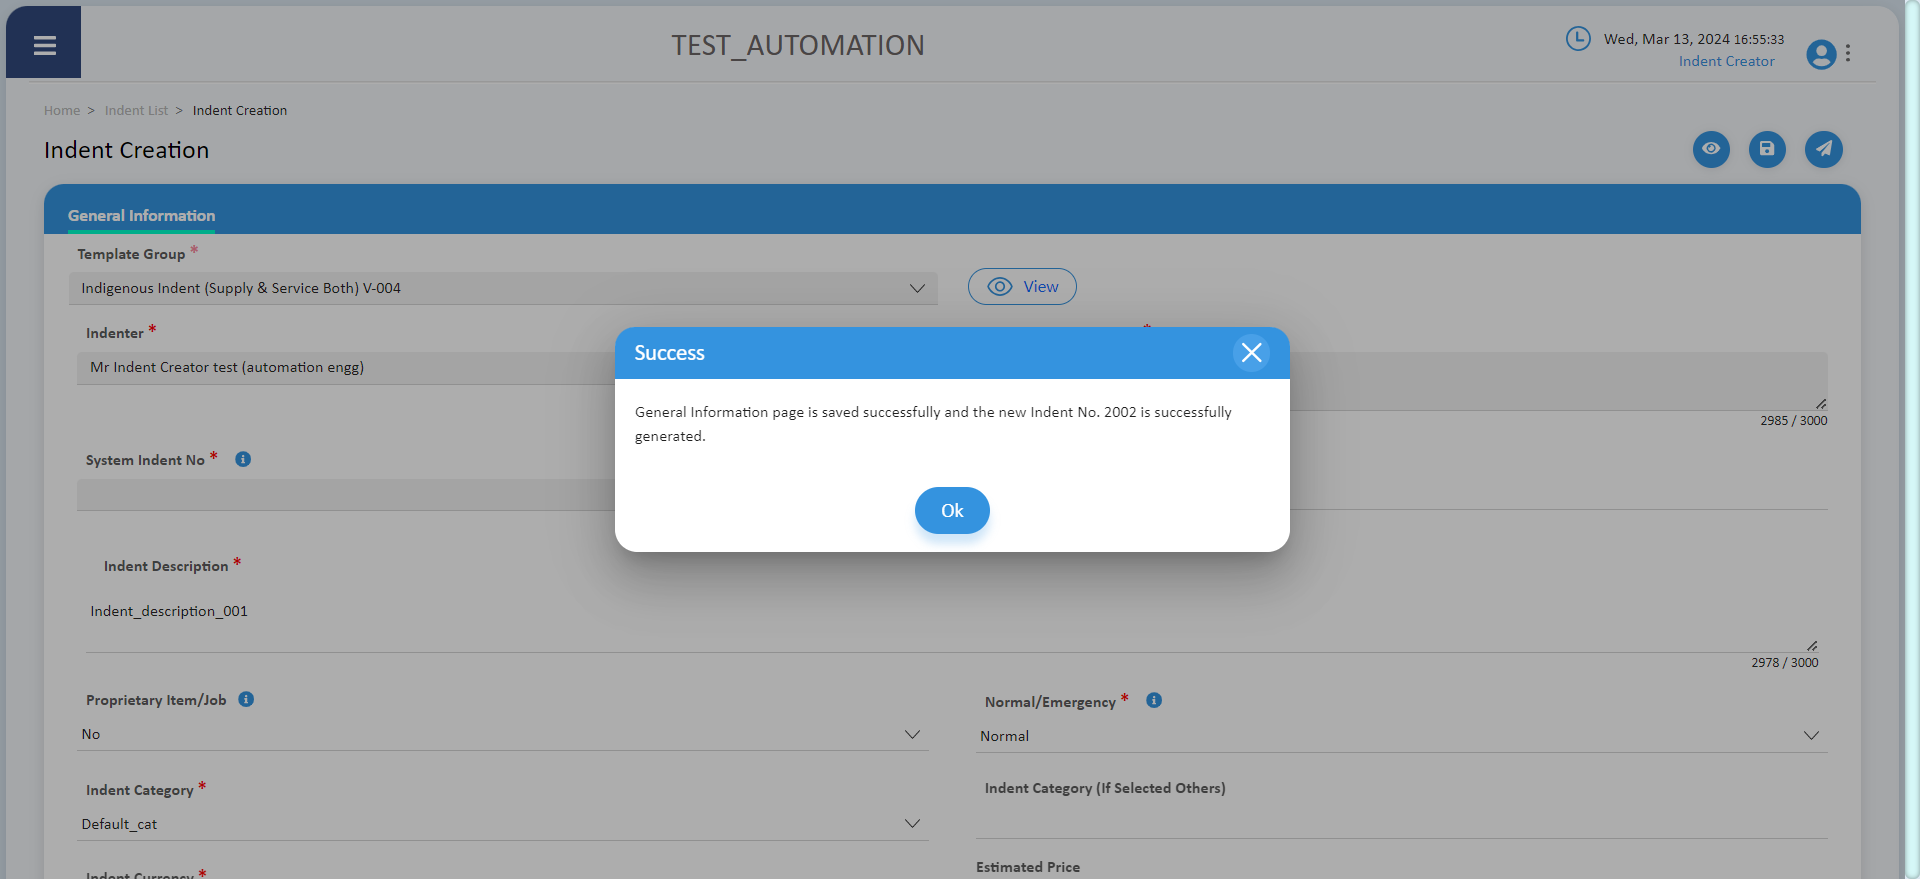 TEST_AUTOMATION
Wed, Mar 13, 2024 16:55:33
Indent Creator
Home > Indent List > Indent Creation
Indent Creation
General Information
Template Group *
Indigenous Indent (Supply & Service Both) V-004
View
Indenter *
*
Mr Indent Creator test (automation engg)
2985 / 3000
Success
General Information page is saved successfully and the new Indent No. 2002 is successfully
generated.
Ok
System Indent No *
Indent Description *
Indent_description_001
2978 / 3000
Proprietary Item/Job
Normal/Emergency *
No
Normal
Indent Category *
Indent Category (If Selected Others)
Default_cat
Indent Currency *
Estimated Price